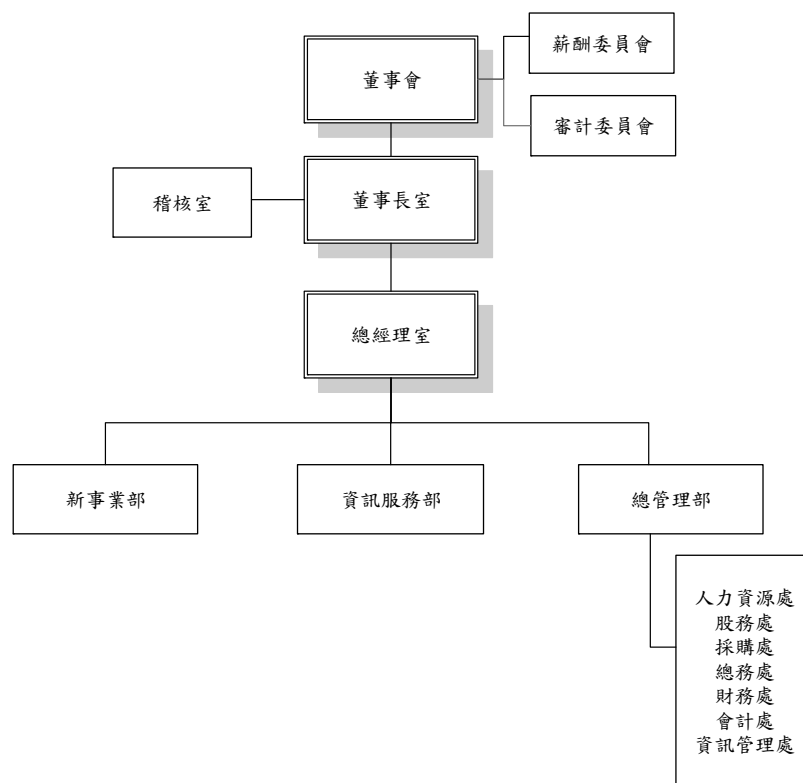 薪酬委員會
董事會
審計委員會
稽核室
董事長室
總經理室
新事業部
資訊服務部
總管理部
人力資源處
股務處
採購處
總務處
財務處
會計處
資訊管理處